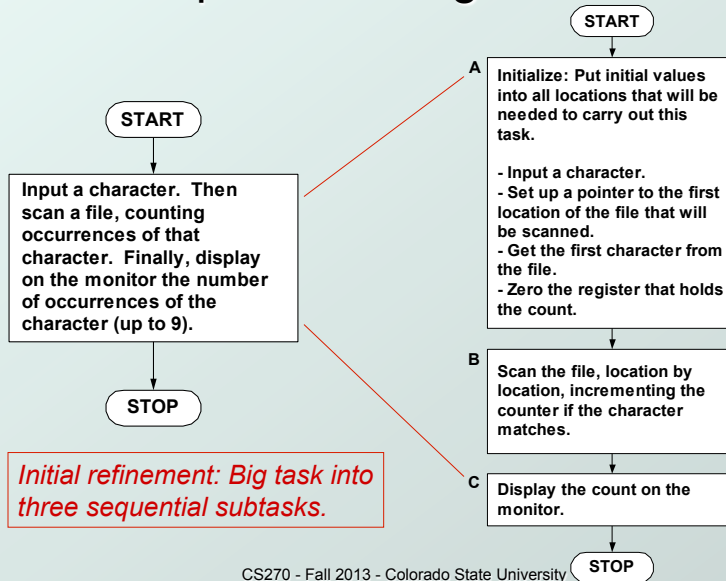 START
Input a character. Then
scan a file, counting
occurrences of that
character. Finally, display
on the monitor the number
of occurrences of the
character (up to 9).
STOP
Initial refinement: Big task into
three sequential subtasks.
START
A
Initialize: Put initial values
into all locations that will be
needed to carry out this
task.
- Input a character.
- Set up a pointer to the first
location of the file that will
be scanned.
- Get the first character from
the file.
- Zero the register that holds
the count.
B
Scan the file, location by
location, incrementing the
counter if the character
matches.
C
Display the count on the
monitor.
STOP
CS270 - Fall 2013 - Colorado State University